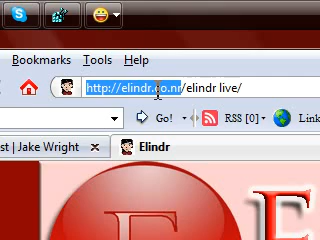 Bookmarks Tools Help
http://elindr.co.nr/elindr live/
Go! RSS [0] Link
st | Jake Wright Elindr
E E